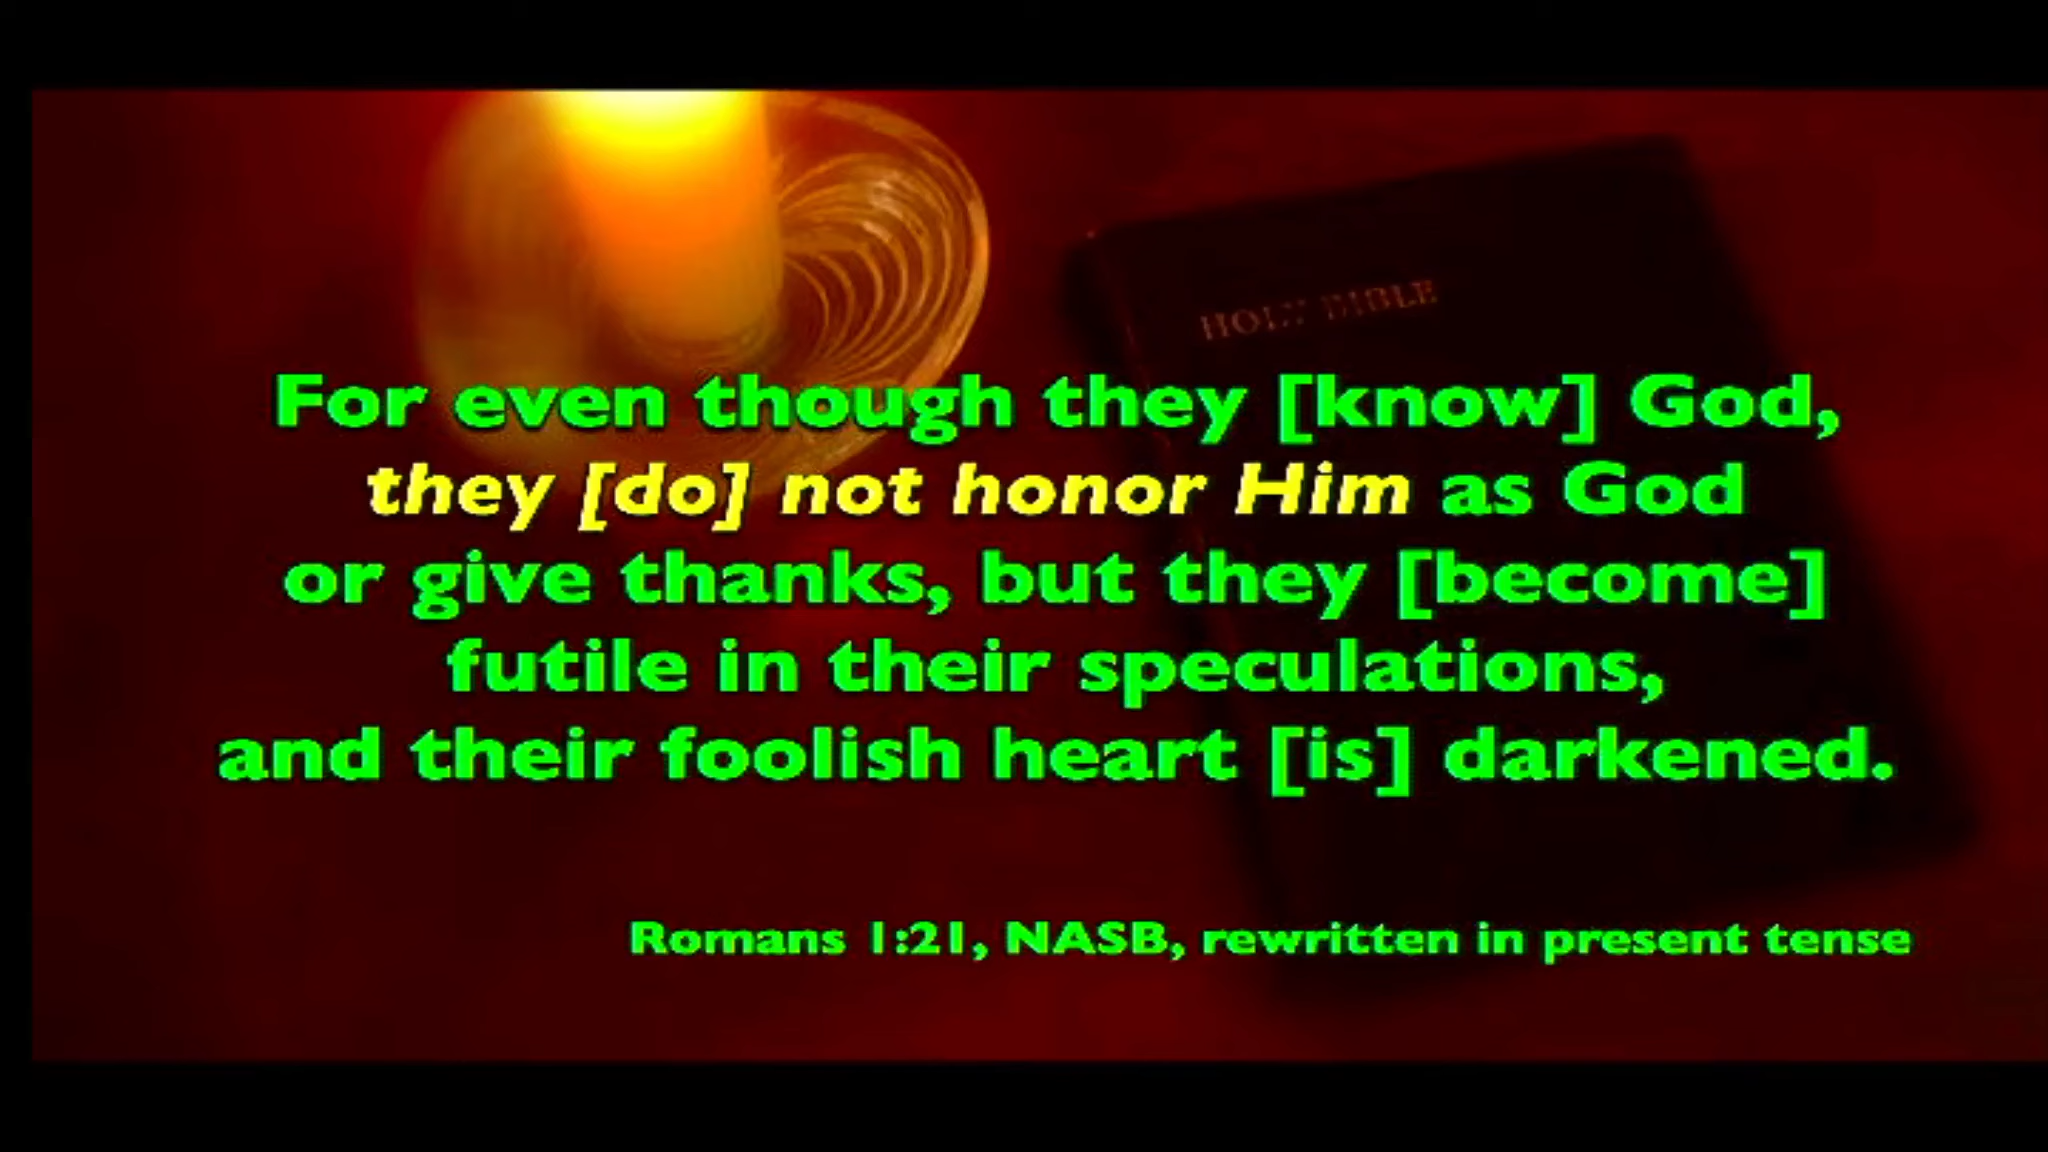 HOLY BIBLE
For even though they [know] God,
they [do] not honor Him as God
or give thanks, but they [become]
futile in their speculations,
and their foolish heart [is] darkened.
Romans 1:21, NASB, rewritten in present tense